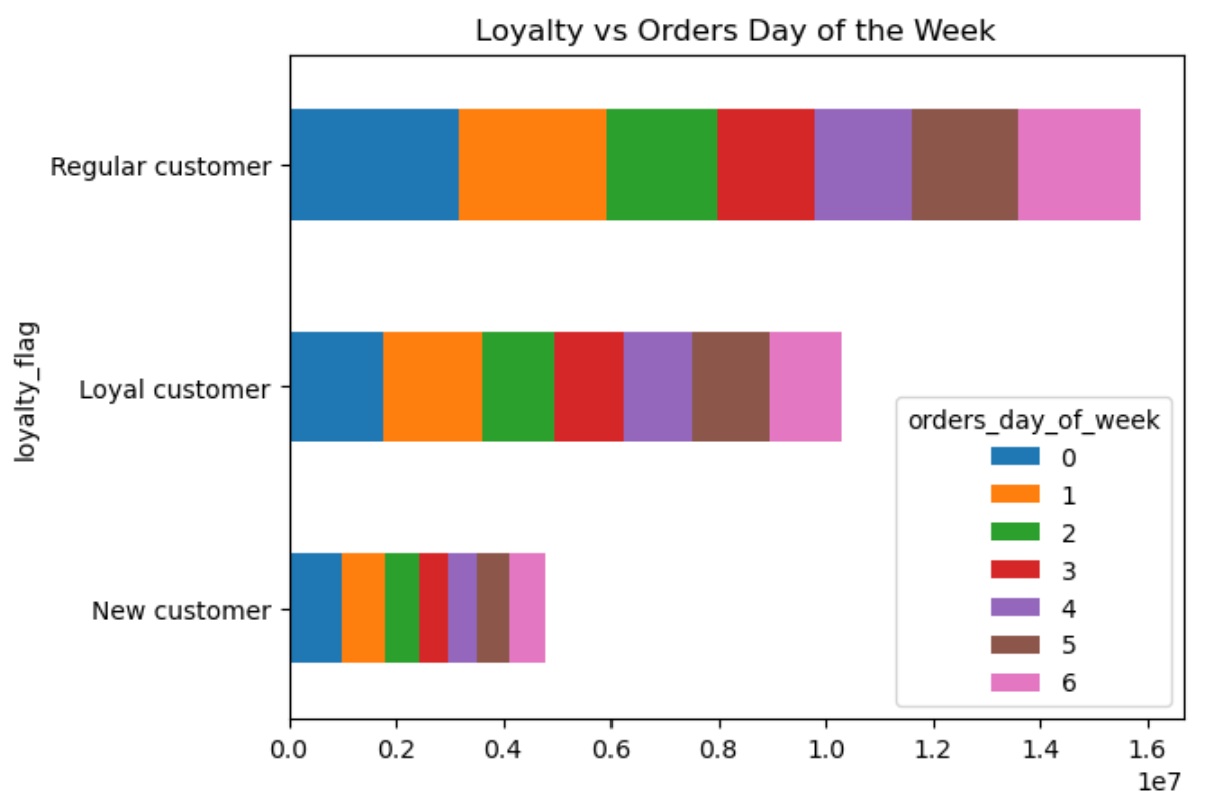 Loyalty vs Orders Day of the Week
Regular customer
Loyal customer
New customer
loyalty_flag
orders_day_of_week
0
1
2
3
4
5
6
0.0 0.2 0.4 0.6 0.8 1.0 1.2 1.4 1.6
1e7